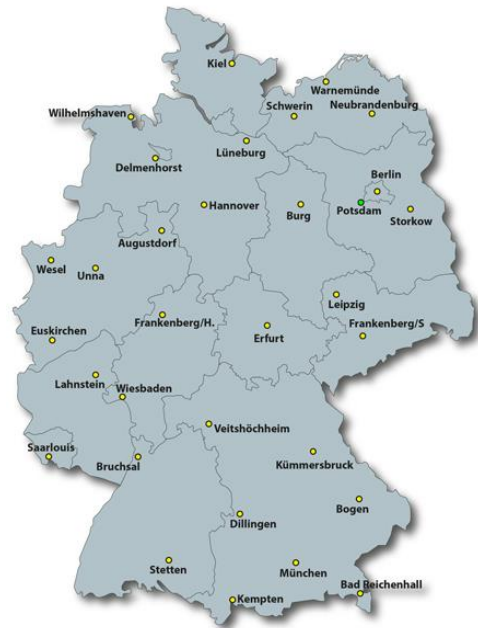 Kiel
Warnemünde
Schwerin
Neubrandenburg
Wilhelmshaven
Lüneburg
Delmenhorst
Berlin
Hannover
Burg
Potsdam
Storkow
Augustdorf
Wesel
Unna
Leipzig
Frankenberg/H.
Euskirchen
Erfurt
Frankenberg/S
Lahnstein
Wiesbaden
Veitshöchheim
Saarlouis
Bruchsal
Kümmersbruck
Bogen
Dillingen
Stetten
München
Bad Reichenhall
Kempten